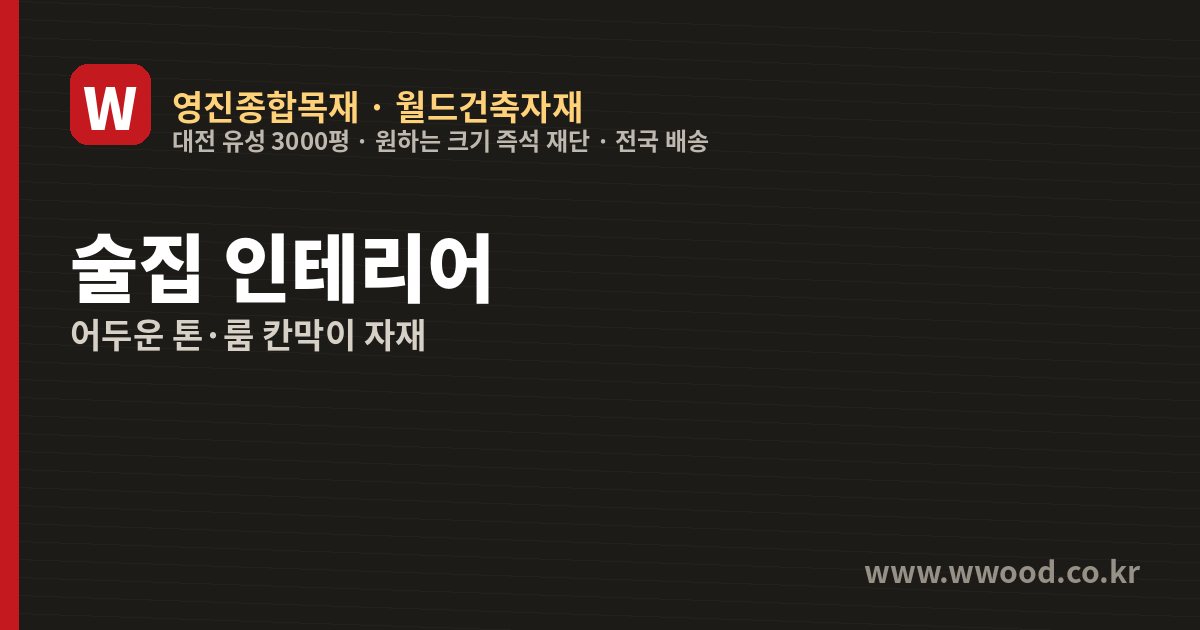 W
영진종합목재 · 월드건축자재
대전 유성 3000평 · 원하는 크기 즉석 재단 · 전국 배송
술집 인테리어
어두운 톤·룸 칸막이 자재
www.wwood.co.kr